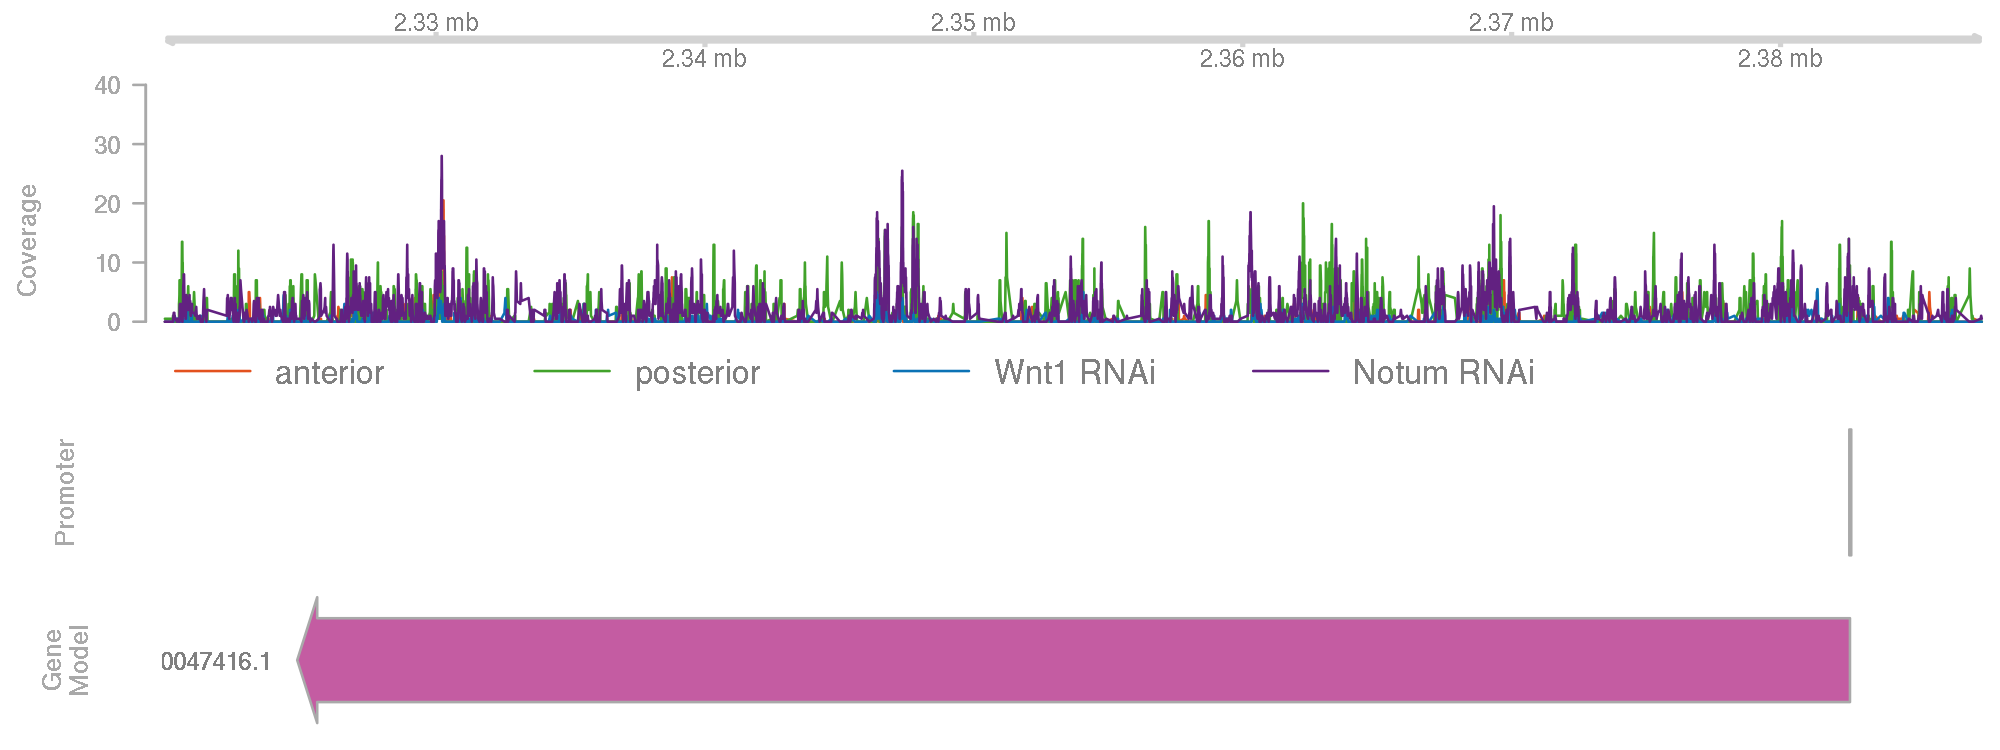 2.33 mb
2.35 mb
2.37 mb
2.34 mb
2.36 mb
2.38 mb
40
30
20
10
0
Coverage
anterior
posterior
Wnt1 RNAi
Notum RNAi
Promoter
Gene
Model
0047416.1